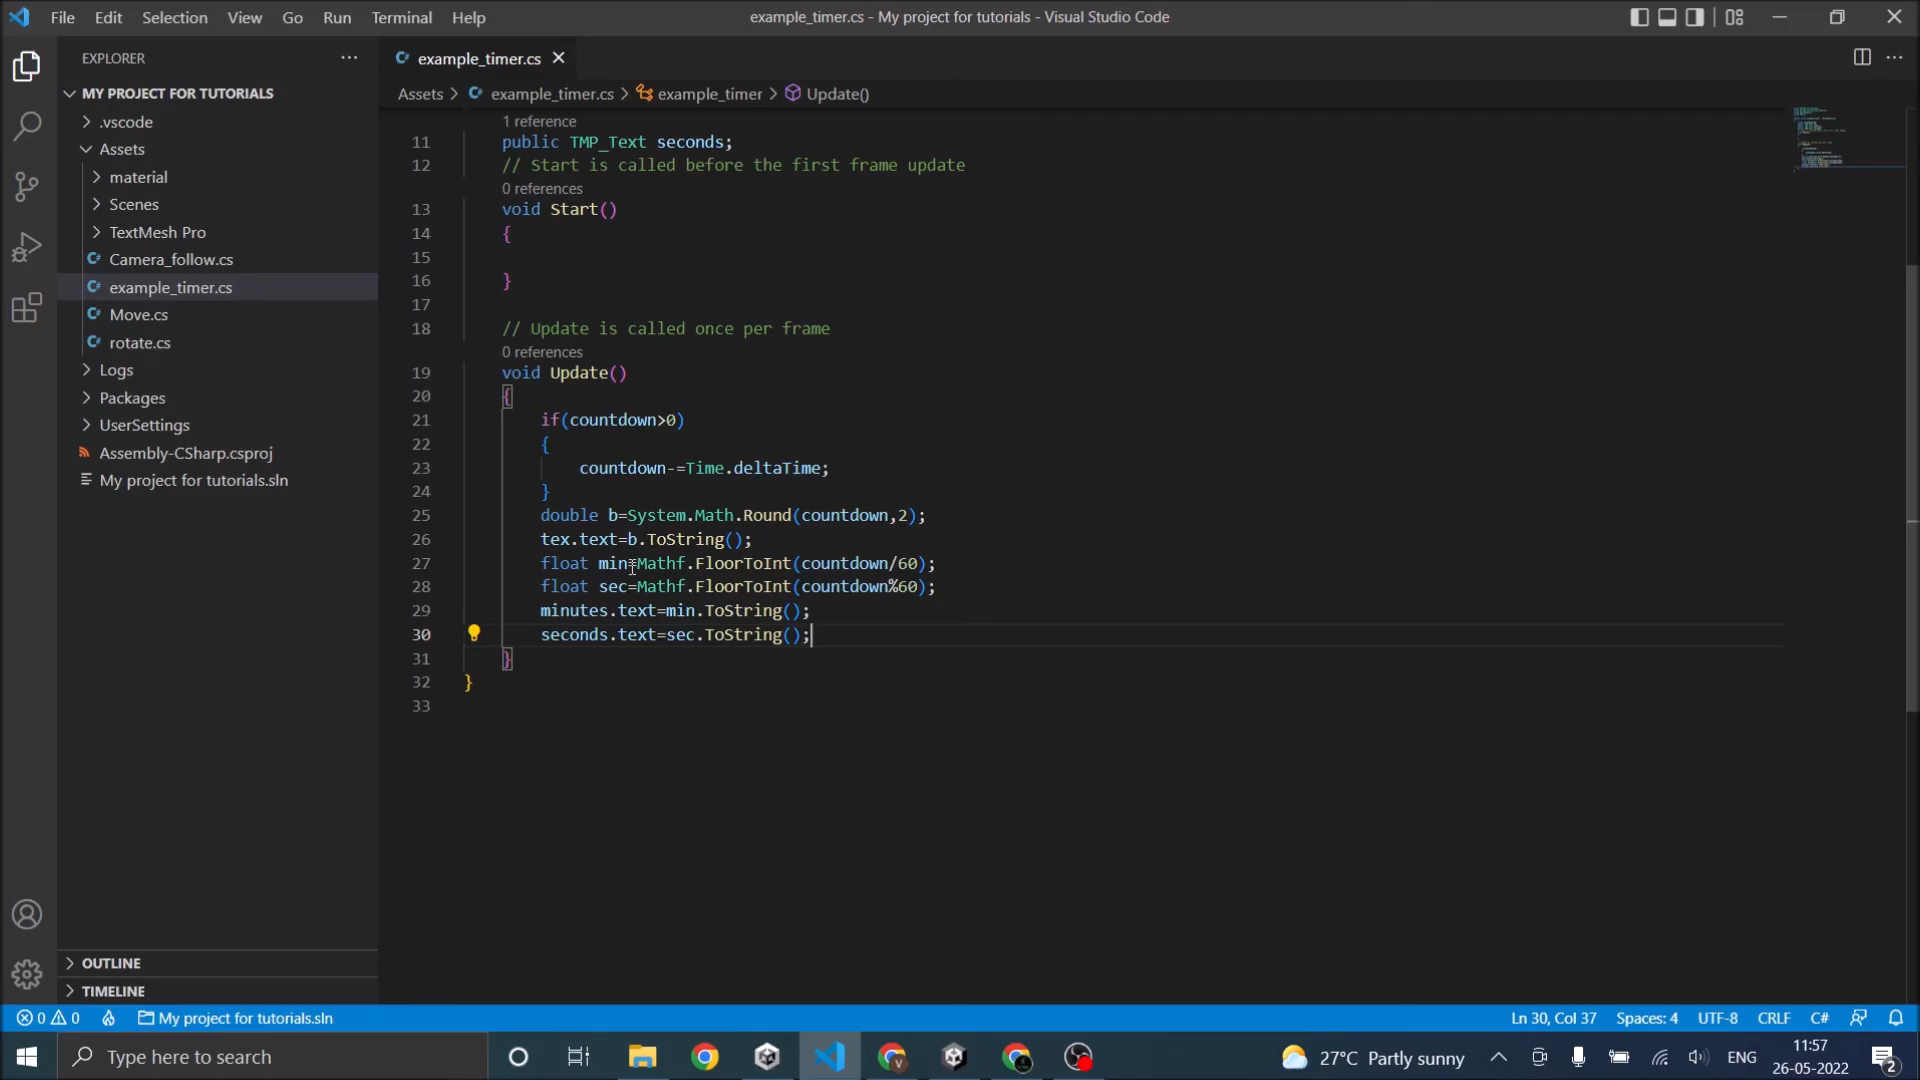 File Edit Selection View Go Run Terminal Help
example_timer.cs - My project for tutorials - Visual Studio Code
EXPLORER
example_timer.cs
MY PROJECT FOR TUTORIALS
Assets > example_timer.cs > example_timer > Update()
.vscode
Assets
material
Scenes
TextMesh Pro
Camera_follow.cs
example_timer.cs
Move.cs
rotate.cs
Logs
Packages
UserSettings
Assembly-CSharp.csproj
My project for tutorials.sln
OUTLINE
TIMELINE
1 reference
11 public TMP_Text seconds;
12 // Start is called before the first frame update
0 references
13 void Start()
14 {
15
16 }
17
18 // Update is called once per frame
0 references
19 void Update()
20 {
21 if(countdown>0)
22 {
23 countdown-=Time.deltaTime;
24 }
25 double b=System.Math.Round(countdown,2);
26 tex.text=b.ToString();
27 float min=Mathf.FloorToInt(countdown/60);
28 float sec=Mathf.FloorToInt(countdown%60);
29 minutes.text=min.ToString();
30 seconds.text=sec.ToString();
31 }
32 }
33
0 0 My project for tutorials.sln Ln 30, Col 37 Spaces: 4 UTF-8 CRLF C#
Type here to search 27°C Partly sunny ENG 11:57
26-05-2022 2